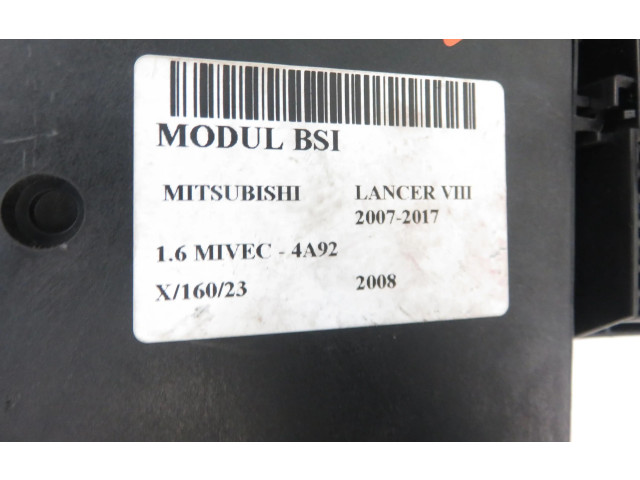 MODUL BSI
MITSUBISHI LANCER VIII
2007-2017
1.6 MIVEC - 4A92
X/160/23 2008